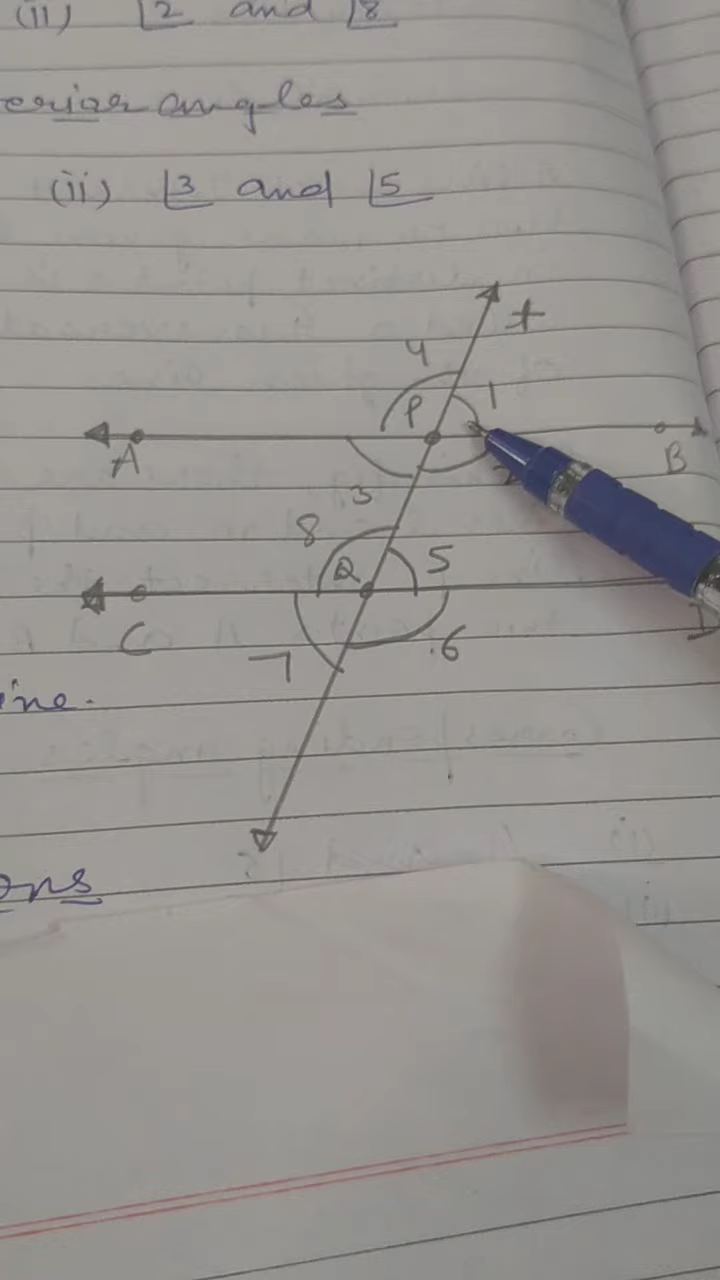 (ii) ∠2 and ∠8
erior angles
(ii) ∠3 and ∠5
t
4
1
P
A
B
2
3
8
Q
5
C
D
6
7
ine.
ons